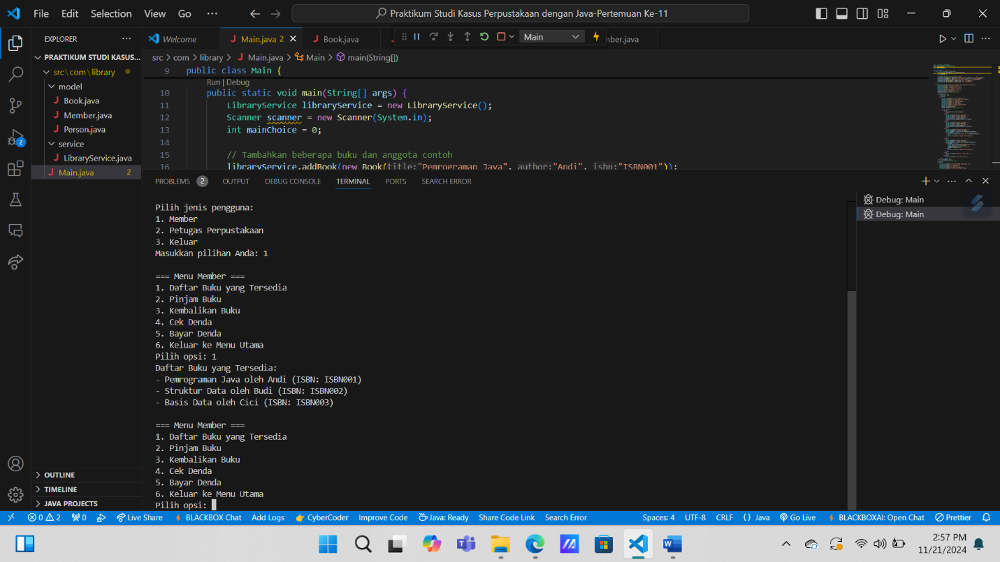 File Edit Selection View Go ··· Praktikum Studi Kasus Perpustakaan dengan Java-Pertemuan Ke-11
EXPLORER ···
PRAKTIKUM STUDI KASUS...
src\com\library
model
J Book.java
J Member.java
J Person.java
service
J LibraryService.java
J Main.java 2
OUTLINE
TIMELINE
JAVA PROJECTS
2
Welcome J Main.java 2 J Book.java Main mber.java
src > com > library > J Main.java > Main > main(String[])
9 public class Main {
Run | Debug
10 public static void main(String[] args) {
11 LibraryService libraryService = new LibraryService();
12 Scanner scanner = new Scanner(System.in);
13 int mainChoice = 0;
14
15 // Tambahkan beberapa buku dan anggota contoh
16 libraryService.addBook(new Book(title:"Pemrograman Java", author:"Andi", isbn:"ISBN001"));
PROBLEMS 2 OUTPUT DEBUG CONSOLE TERMINAL PORTS SEARCH ERROR
Debug: Main
Debug: Main
Pilih jenis pengguna:
1. Member
2. Petugas Perpustakaan
3. Keluar
Masukkan pilihan Anda: 1
=== Menu Member ===
1. Daftar Buku yang Tersedia
2. Pinjam Buku
3. Kembalikan Buku
4. Cek Denda
5. Bayar Denda
6. Keluar ke Menu Utama
Pilih opsi: 1
Daftar Buku yang Tersedia:
- Pemrograman Java oleh Andi (ISBN: ISBN001)
- Struktur Data oleh Budi (ISBN: ISBN002)
- Basis Data oleh Cici (ISBN: ISBN003)
=== Menu Member ===
1. Daftar Buku yang Tersedia
2. Pinjam Buku
3. Kembalikan Buku
4. Cek Denda
5. Bayar Denda
6. Keluar ke Menu Utama
Pilih opsi:
0 2 0 Live Share BLACKBOX Chat Add Logs CyberCoder Improve Code Java: Ready Share Code Link Search Error Spaces: 4 UTF-8 CRLF {} Java Go Live BLACKBOXAI: Open Chat Prettier
2:57 PM
11/21/2024